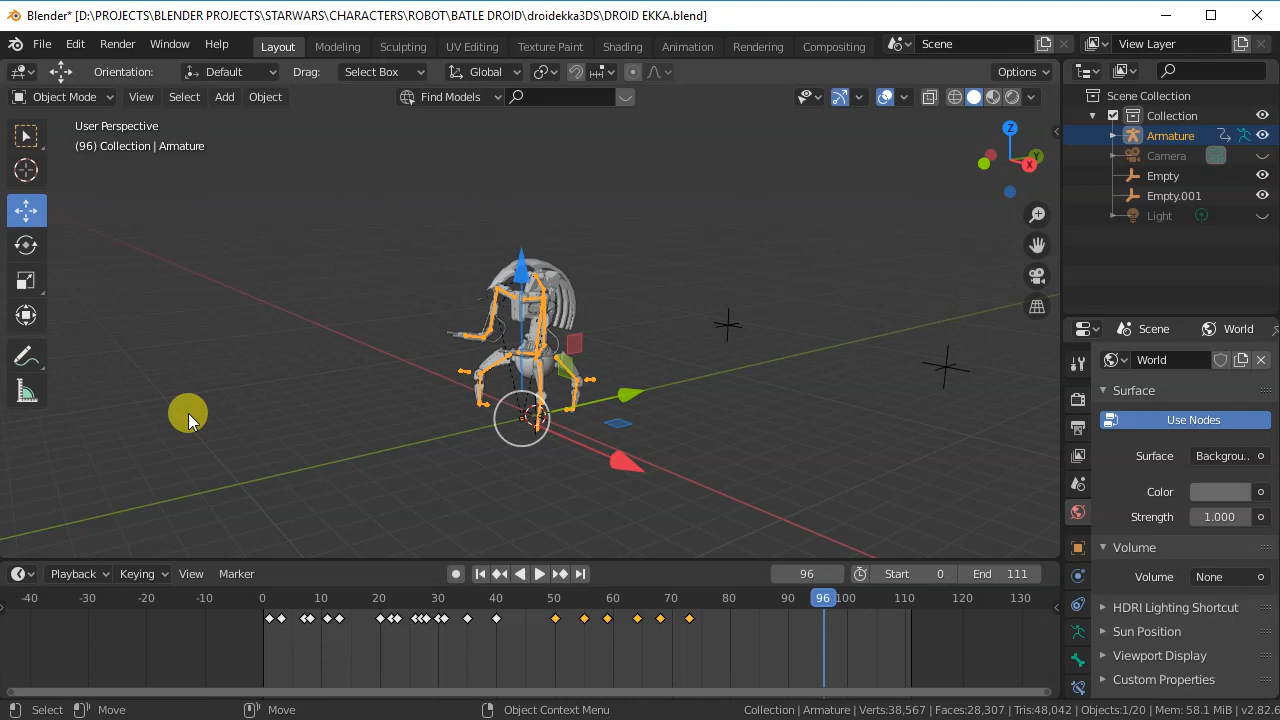 Blender* [D:\PROJECTS\BLENDER PROJECTS\STARWARS\CHARACTERS\ROBOT\BATLE DROID\droidekka3DS\DROID EKKA.blend]
File Edit Render Window Help Layout Modeling Sculpting UV Editing Texture Paint Shading Animation Rendering Compositing Scene View Layer
Orientation: Default Drag: Select Box Global Options
Object Mode View Select Add Object Find Models
User Perspective
(96) Collection | Armature
Z
Y
X
Scene Collection
Collection
Armature
Camera
Empty
Empty.001
Light
Scene World
World
Surface
Use Nodes
Surface Backgrou..
Color
Strength 1.000
Volume
Volume None
HDRI Lighting Shortcut
Sun Position
Viewport Display
Custom Properties
Playback Keying View Marker 96 Start 0 End 111
-40 -30 -20 -10 0 10 20 30 40 50 60 70 80 90 96 100 110 120 130
Select Move Move Object Context Menu Collection | Armature | Verts:38,567 | Faces:28,307 | Tris:48,042 | Objects:1/20 | Mem: 58.1 MiB | v2.82.6